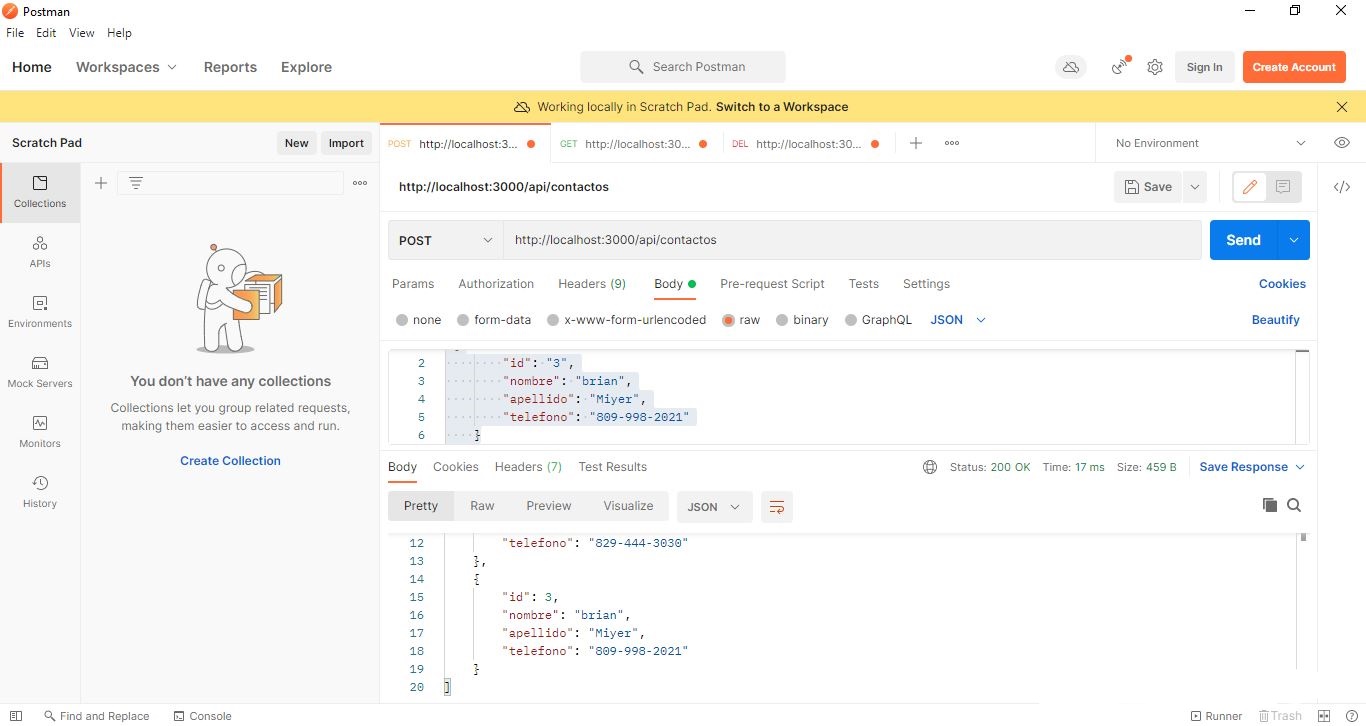 Postman
File Edit View Help
Home Workspaces Reports Explore Search Postman Sign In Create Account
Working locally in Scratch Pad. Switch to a Workspace
Scratch Pad New Import POST http://localhost:3... GET http://localhost:30... DEL http://localhost:30... No Environment
Collections
APIs
Environments
Mock Servers
Monitors
History
You don't have any collections
Collections let you group related requests,
making them easier to access and run.
Create Collection
http://localhost:3000/api/contactos Save
POST http://localhost:3000/api/contactos Send
Params Authorization Headers (9) Body Pre-request Script Tests Settings Cookies
none form-data x-www-form-urlencoded raw binary GraphQL JSON Beautify
2 "id": "3",
3 "nombre": "brian",
4 "apellido": "Miyer",
5 "telefono": "809-998-2021"
6 }
Body Cookies Headers (7) Test Results Status: 200 OK Time: 17 ms Size: 459 B Save Response
Pretty Raw Preview Visualize JSON
12 "telefono": "829-444-3030"
13 },
14 {
15 "id": 3,
16 "nombre": "brian",
17 "apellido": "Miyer",
18 "telefono": "809-998-2021"
19 }
20 ]
Find and Replace Console Runner Trash